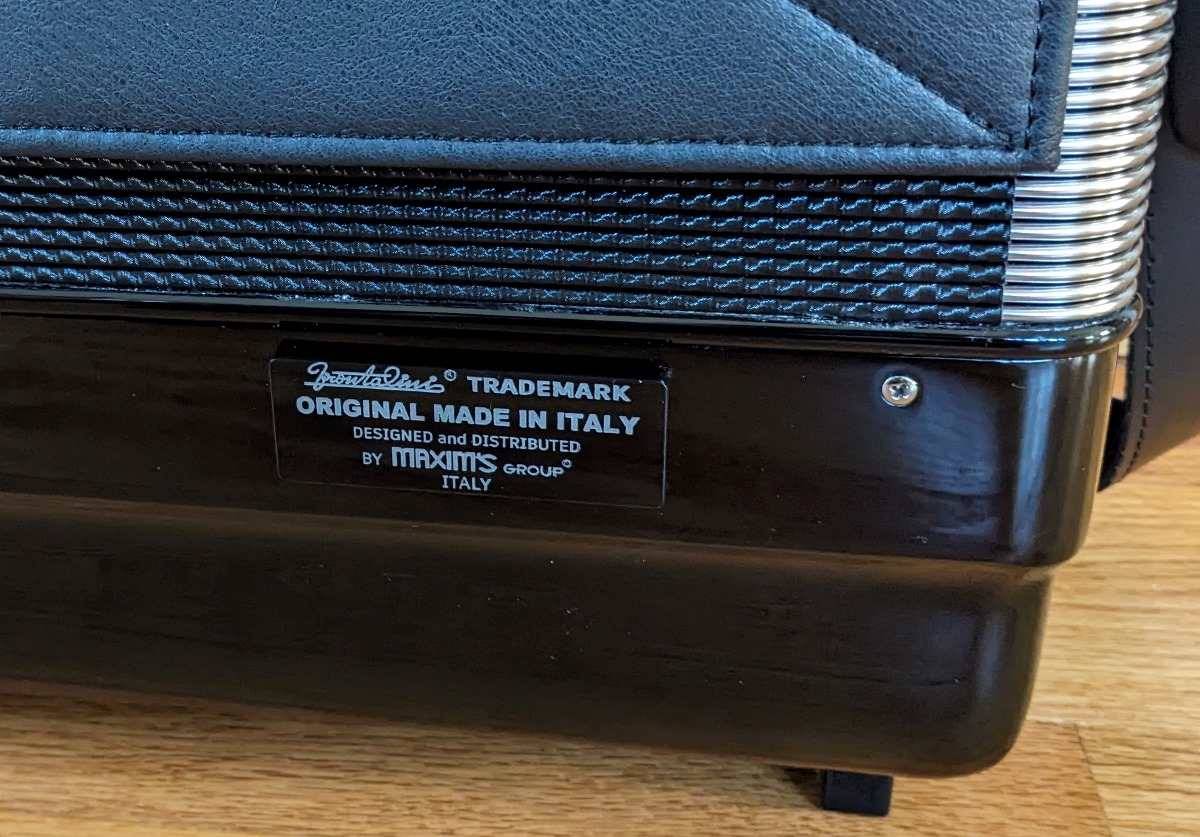 Frontalini® TRADEMARK
ORIGINAL MADE IN ITALY
DESIGNED and DISTRIBUTED
BY MAXIM'S GROUP®
ITALY